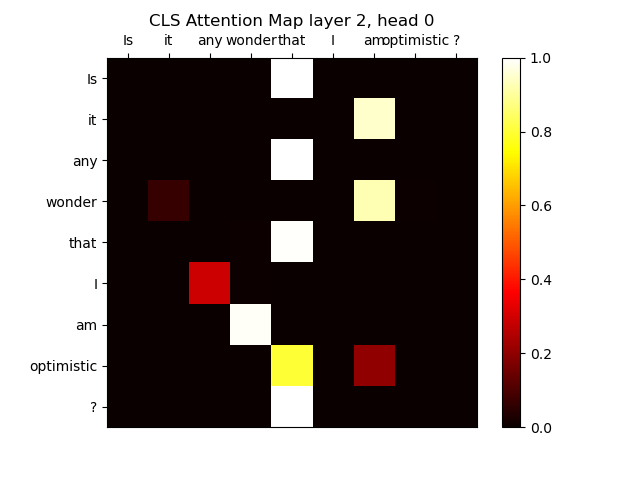 CLS Attention Map layer 2, head 0
Is it any wonder that I am optimistic ?
Is
it
any
wonder
that
I
am
optimistic
?
1.0
0.8
0.6
0.4
0.2
0.0